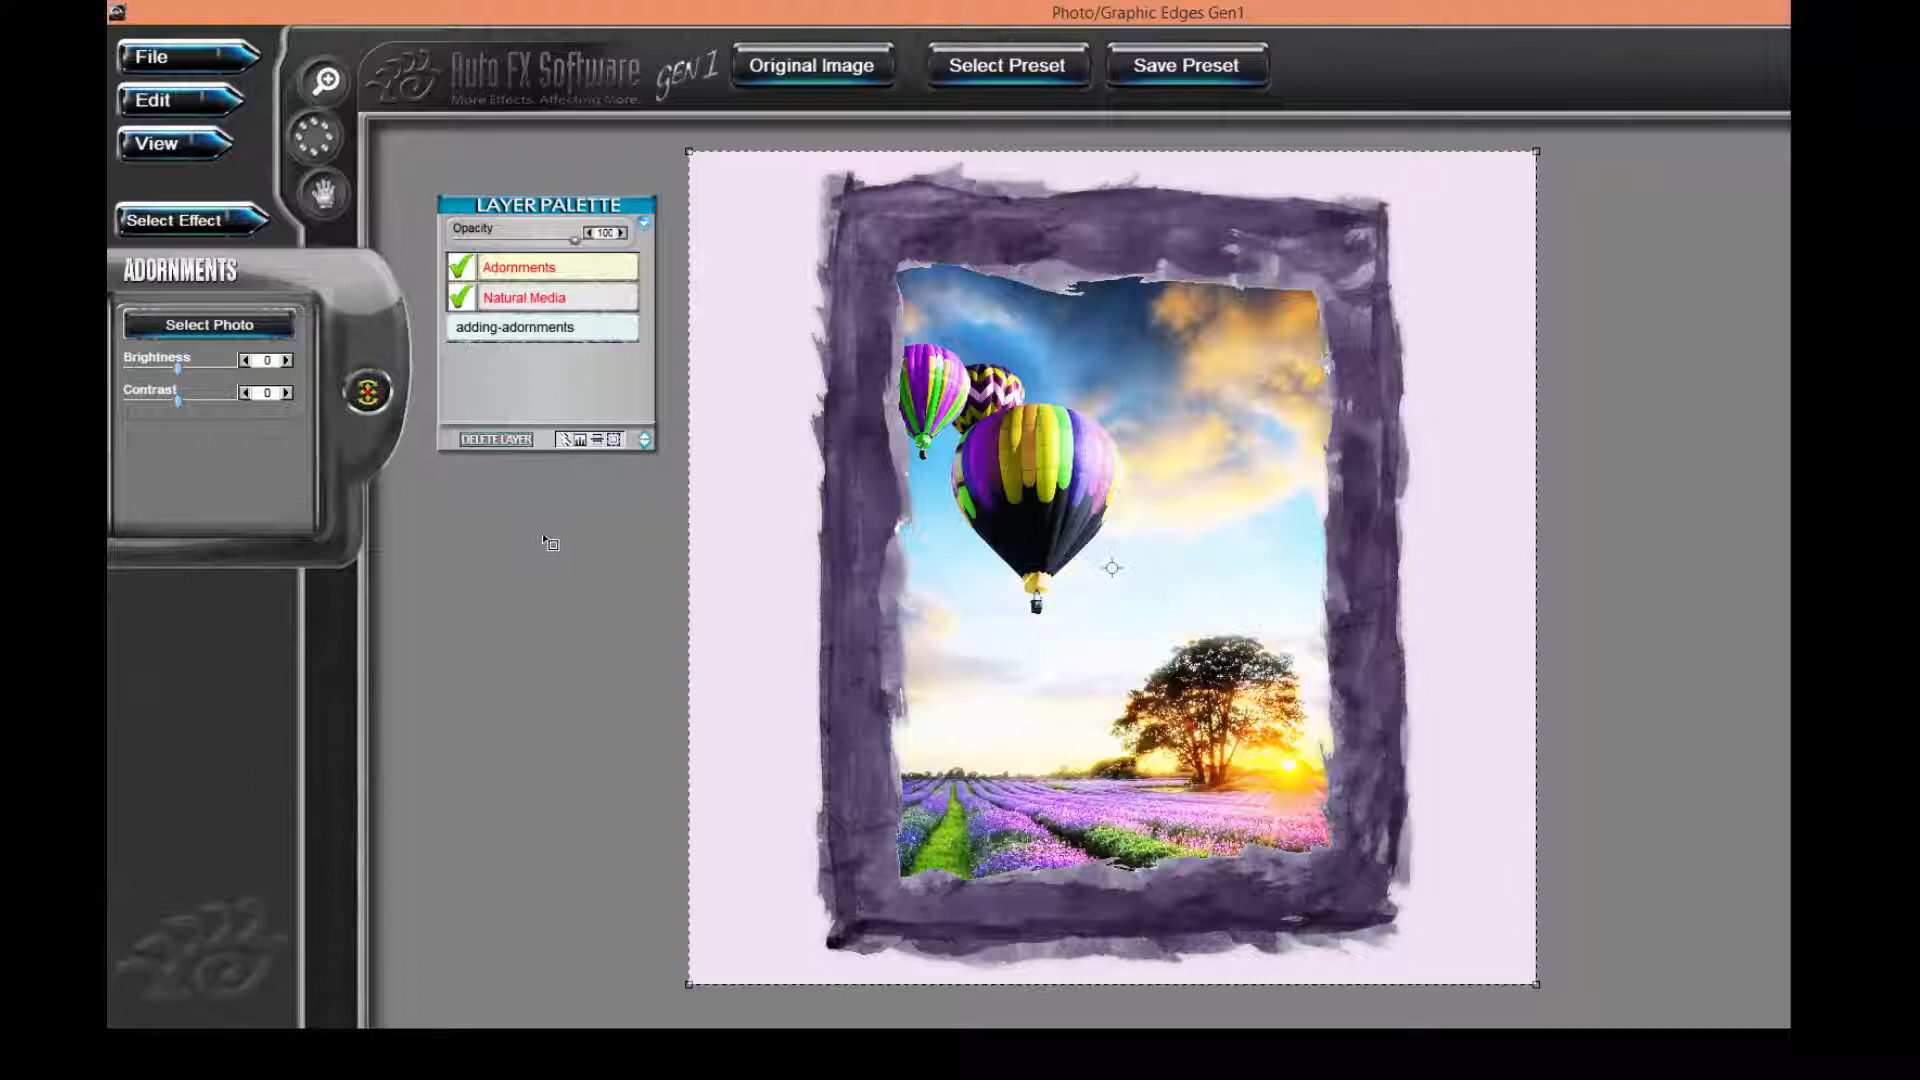 Photo/Graphic Edges Gen1
File
Edit
View
Auto FX Software
More Effects. Affecting More.
GEN 1
Original Image
Select Preset
Save Preset
Select Effect
ADORNMENTS
Select Photo
Brightness 0
Contrast 0
LAYER PALETTE
Opacity 100
Adornments
Natural Media
adding-adornments
DELETE LAYER